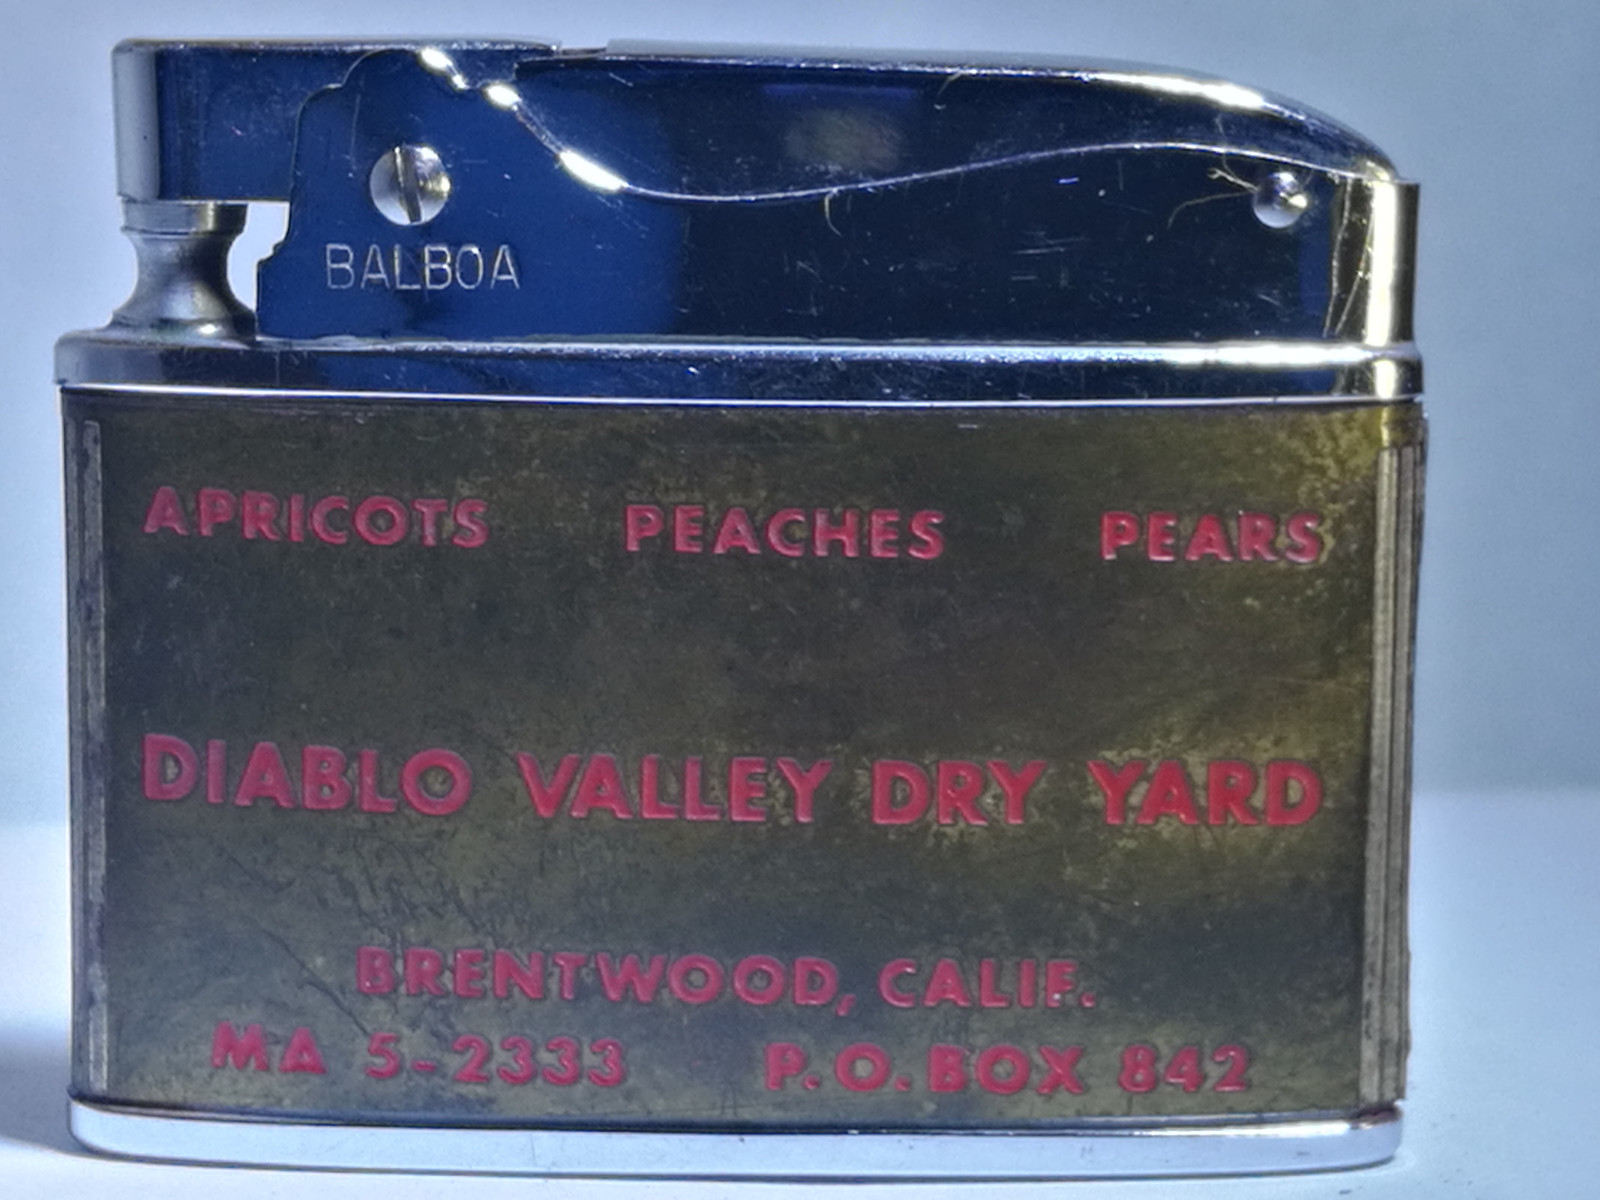 BALBOA
APRICOTS PEACHES PEARS
DIABLO VALLEY DRY YARD
BRENTWOOD, CALIF.
MA 5-2333 P.O. BOX 842